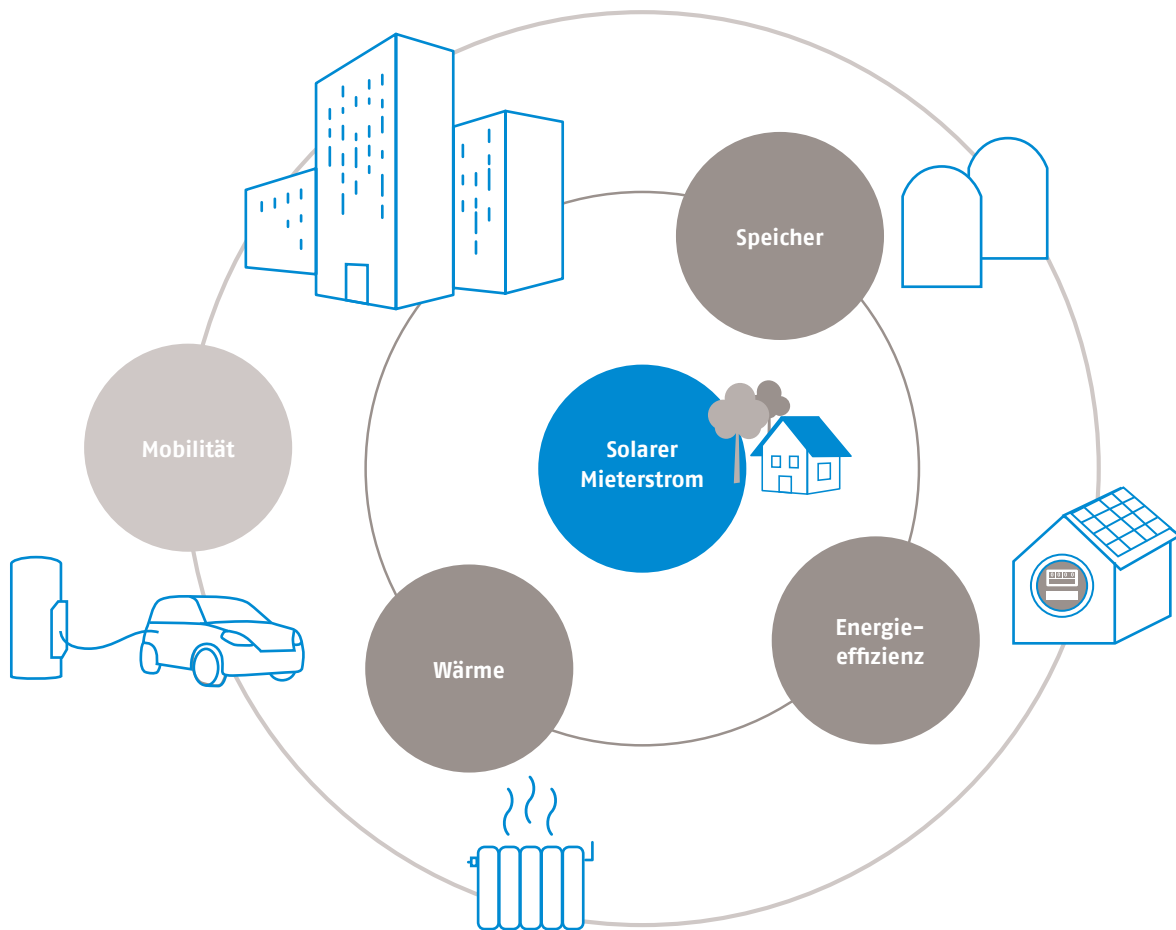 Speicher
Mobilität
Solarer
Mieterstrom
Energie-
effizienz
Wärme